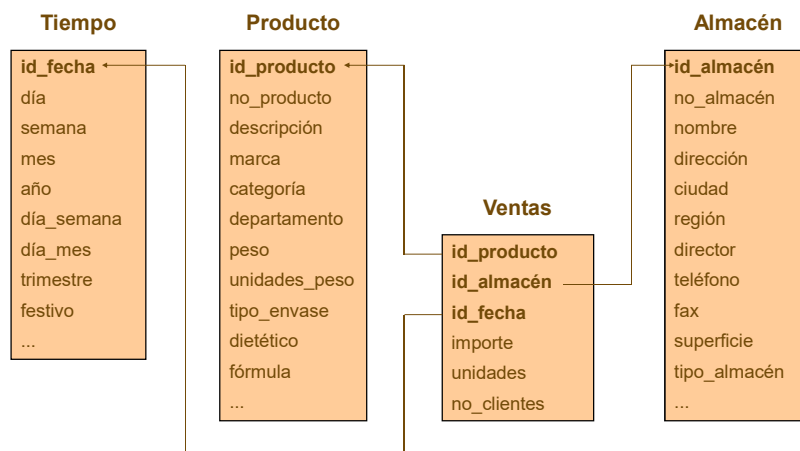 Tiempo
id_fecha
día
semana
mes
año
día_semana
día_mes
trimestre
festivo
...
Producto
id_producto
no_producto
descripción
marca
categoría
departamento
peso
unidades_peso
tipo_envase
dietético
fórmula
...
Ventas
id_producto
id_almacén
id_fecha
importe
unidades
no_clientes
Almacén
id_almacén
no_almacén
nombre
dirección
ciudad
región
director
teléfono
fax
superficie
tipo_almacén
...